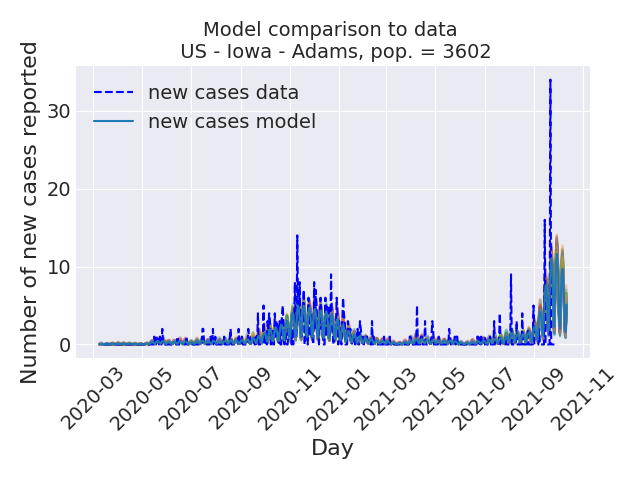 Model comparison to data
US - Iowa - Adams, pop. = 3602
Number of new cases reported
30
20
10
0
new cases data
new cases model
2020-03
2020-05
2020-07
2020-09
2020-11
2021-01
2021-03
2021-05
2021-07
2021-09
2021-11
Day